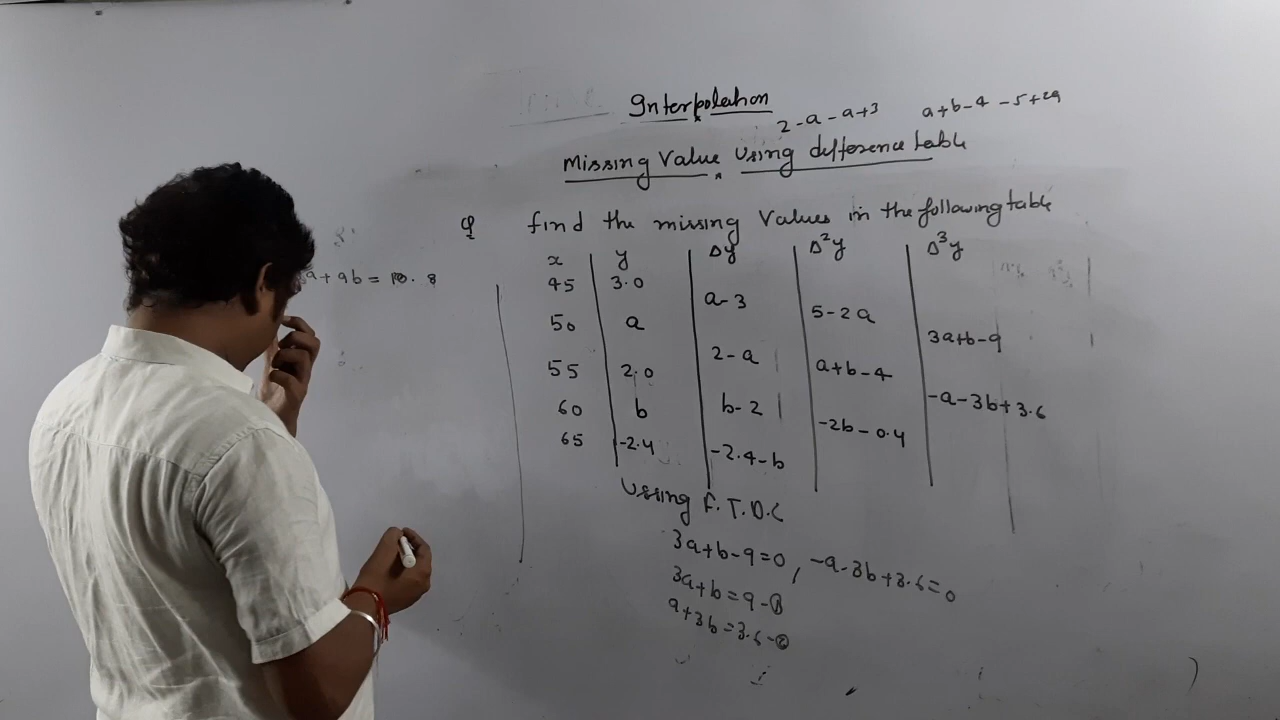 Interpolation
2-a-a+3 a+b-4-5+2a
Missing Value Using difference table
Q find the missing Values in the following table
x y Δy Δ²y Δ³y
45 3.0
a-3
50 a 5-2a
3a+b-9
55 2.0 2-a a+b-4
-a-3b+3.6
60 b b-2 -2b-0.4
65 -2.4 -2.4-b
Using F.T.D.C
3a+b-9=0, -a-3b+3.6=0
3a+b=9-①
a+3b=3.6-②
a+9b=10.8